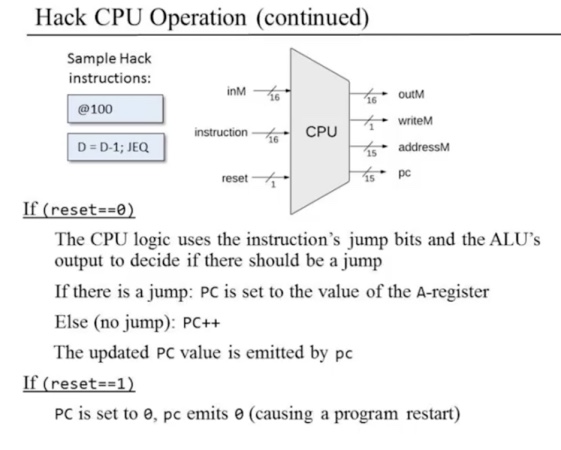 Hack CPU Operation (continued)
Sample Hack
instructions:
@100
D = D-1; JEQ
inM
16
instruction
16
reset
1
CPU
16
outM
1
writeM
15
addressM
15
pc
If (reset==0)
The CPU logic uses the instruction's jump bits and the ALU's
output to decide if there should be a jump
If there is a jump: PC is set to the value of the A-register
Else (no jump): PC++
The updated PC value is emitted by pc
If (reset==1)
PC is set to 0, pc emits 0 (causing a program restart)